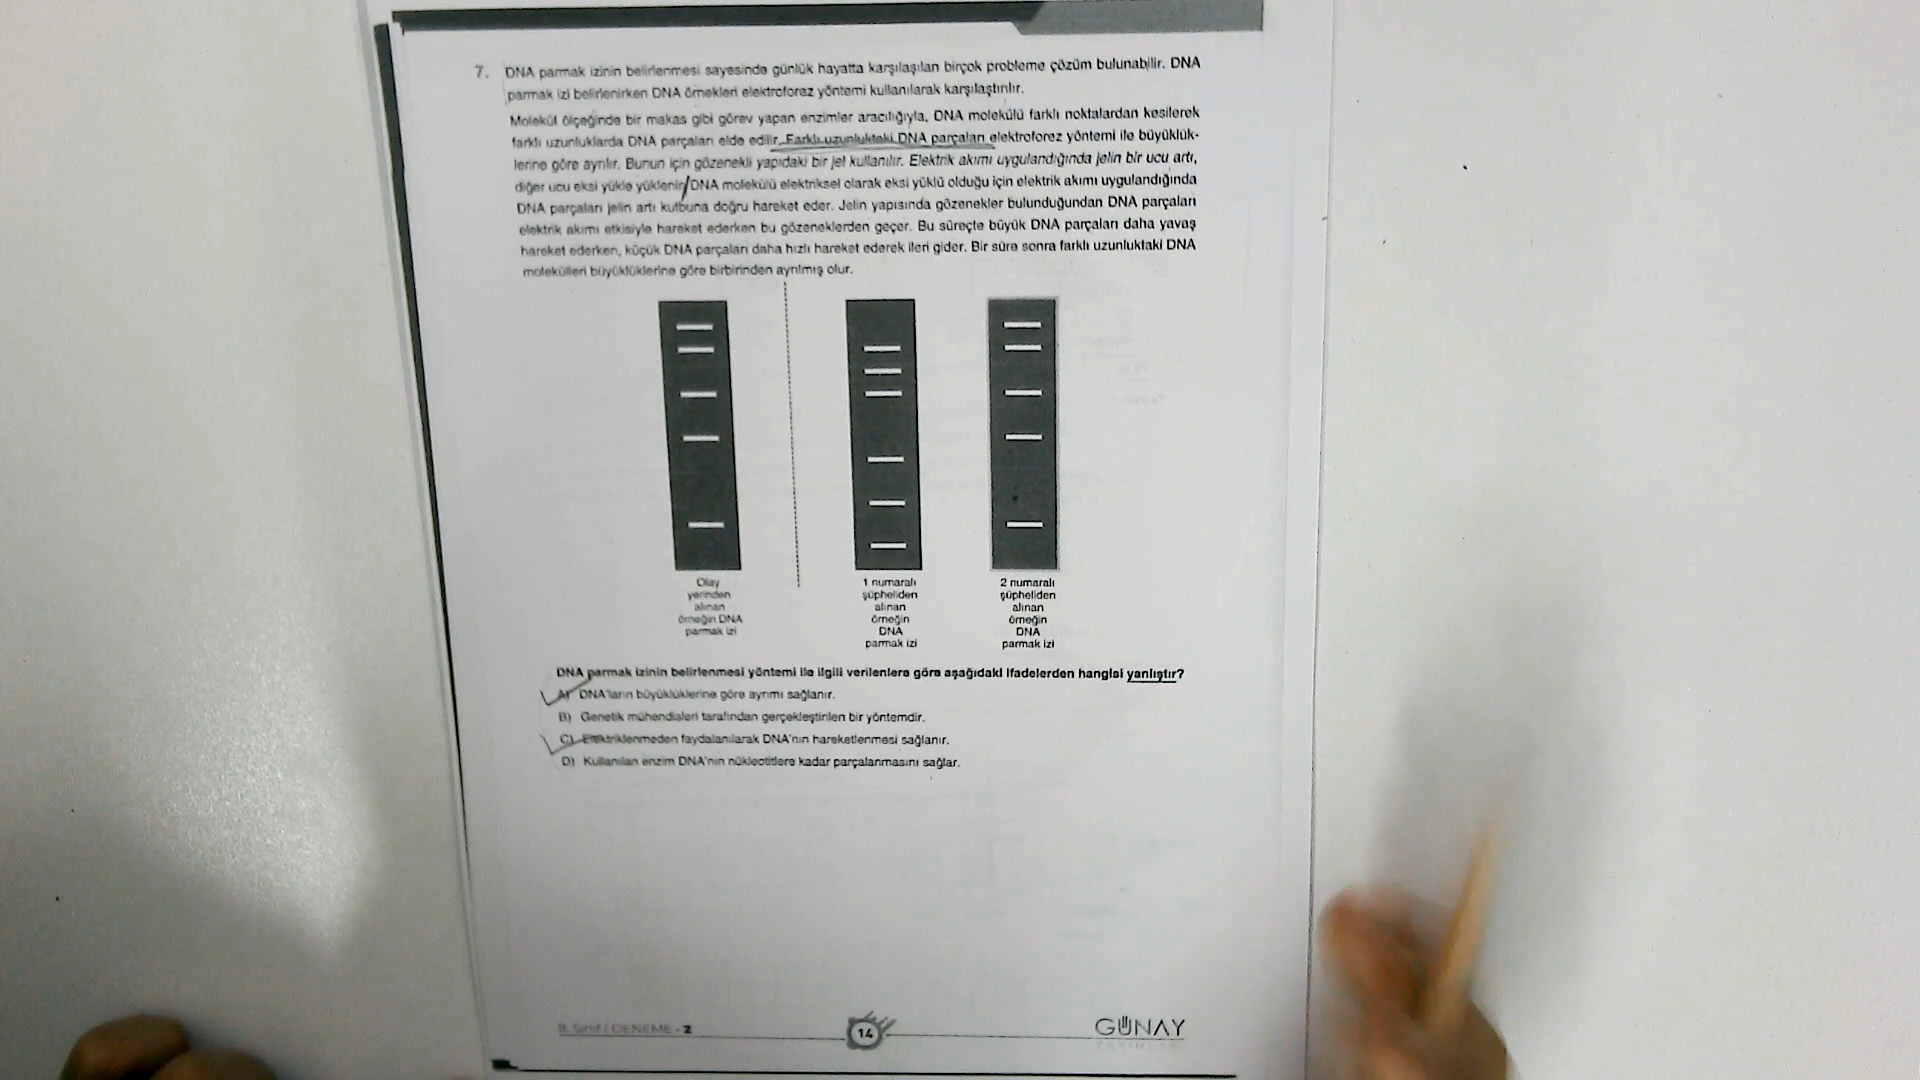 7. DNA parmak izinin belirlenmesi sayesinde günlük hayatta karşılaşılan birçok probleme çözüm bulunabilir. DNA
parmak izi belirlenirken DNA örnekleri elektroforez yöntemi kullanılarak karşılaştırılır.
Molekül ölçeğinde bir makas gibi görev yapan enzimler aracılığıyla, DNA molekülü farklı noktalardan kesilerek
farklı uzunluklarda DNA parçaları elde edilir. Farklı uzunluktaki DNA parçaları elektroforez yöntemi ile büyüklük-
lerine göre ayrılır. Bunun için gözenekli yapıdaki bir jel kullanılır. Elektrik akımı uygulandığında jelin bir ucu artı,
diğer ucu eksi yükle yüklenir. DNA molekülü elektriksel olarak eksi yüklü olduğu için elektrik akımı uygulandığında
DNA parçaları jelin artı kutbuna doğru hareket eder. Jelin yapısında gözenekler bulunduğundan DNA parçaları
elektrik akımı etkisiyle hareket ederken bu gözeneklerden geçer. Bu süreçte büyük DNA parçaları daha yavaş
hareket ederken, küçük DNA parçaları daha hızlı hareket ederek ileri gider. Bir süre sonra farklı uzunluktaki DNA
molekülleri büyüklüklerine göre birbirinden ayrılmış olur.
Olay
yerinden
alınan
örneğin DNA
parmak izi
1 numaralı
şüpheliden
alınan
örneğin
DNA
parmak izi
2 numaralı
şüpheliden
alınan
örneğin
DNA
parmak izi
DNA parmak izinin belirlenmesi yöntemi ile ilgili verilenlere göre aşağıdaki ifadelerden hangisi yanlıştır?
A) DNA'ların büyüklüklerine göre ayrımı sağlanır.
B) Genetik mühendisleri tarafından gerçekleştirilen bir yöntemdir.
C) Elektriklenmeden faydalanılarak DNA'nın hareketlenmesi sağlanır.
D) Kullanılan enzim DNA'nın nükleotitlere kadar parçalanmasını sağlar.
8. Sınıf / DENEME - 2
14
GÜNAY
YAYINLARI